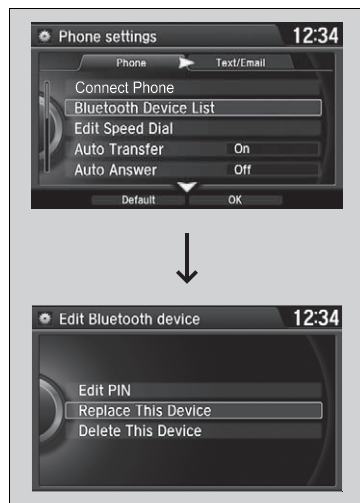 Phone settings 12:34
Phone Text/Email
Connect Phone
Bluetooth Device List
Edit Speed Dial
Auto Transfer On
Auto Answer Off
Default OK
Edit Bluetooth device 12:34
Edit PIN
Replace This Device
Delete This Device